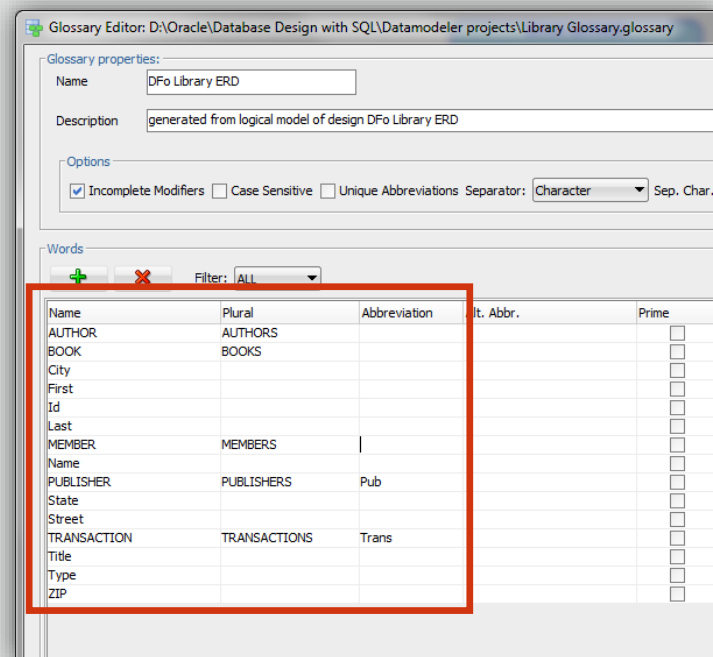 Glossary Editor: D:\Oracle\Database Design with SQL\Datamodeler projects\Library Glossary.glossary
Glossary properties:
Name DFo Library ERD
Description generated from logical model of design DFo Library ERD
Options
Incomplete Modifiers Case Sensitive Unique Abbreviations Separator: Character Sep. Char.
Words
Filter: ALL
Name Plural Abbreviation Alt. Abbr. Prime
AUTHOR AUTHORS
BOOK BOOKS
City
First
Id
Last
MEMBER MEMBERS
Name
PUBLISHER PUBLISHERS Pub
State
Street
TRANSACTION TRANSACTIONS Trans
Title
Type
ZIP